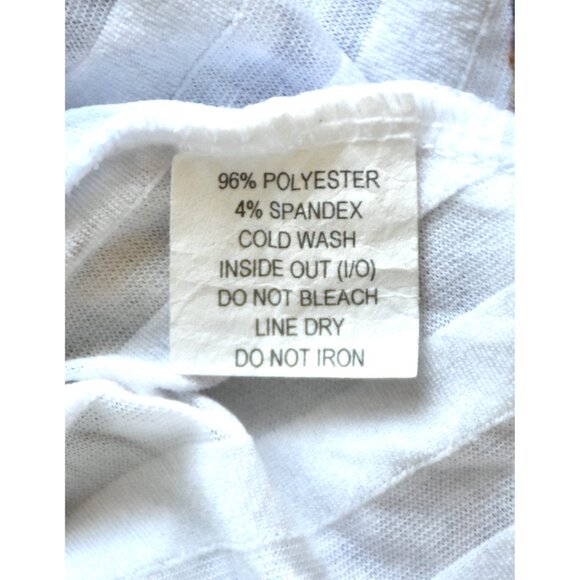 96% POLYESTER
4% SPANDEX
COLD WASH
INSIDE OUT (I/O)
DO NOT BLEACH
LINE DRY
DO NOT IRON